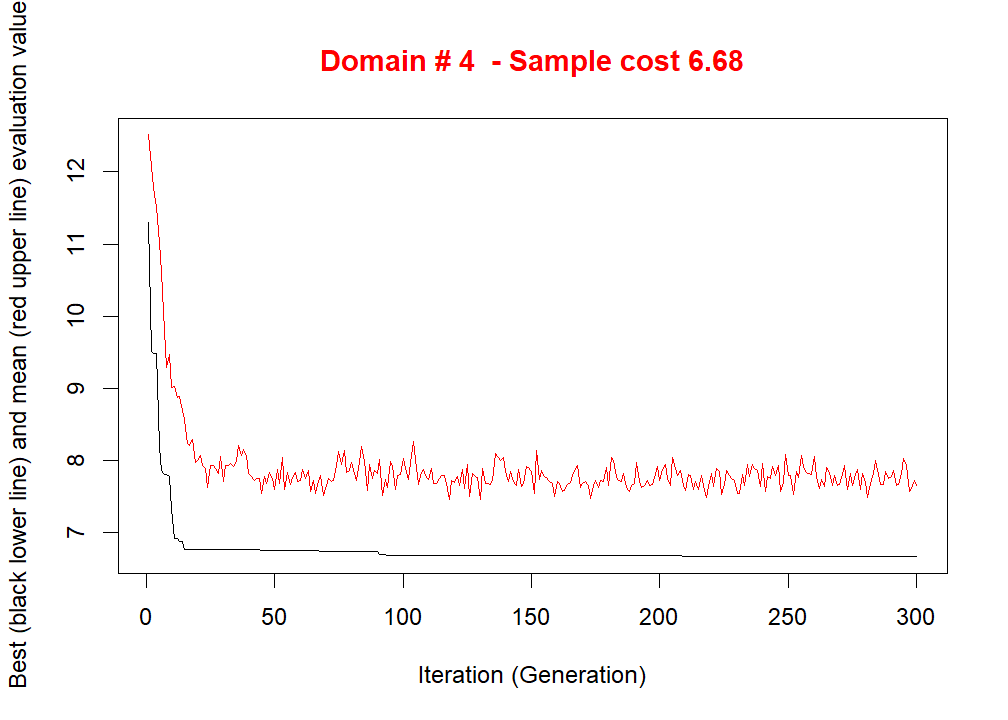 Domain # 4  - Sample cost 6.68
Best (black lower line) and mean (red upper line) evaluation value
12
11
10
9
8
7
0 50 100 150 200 250 300
Iteration (Generation)